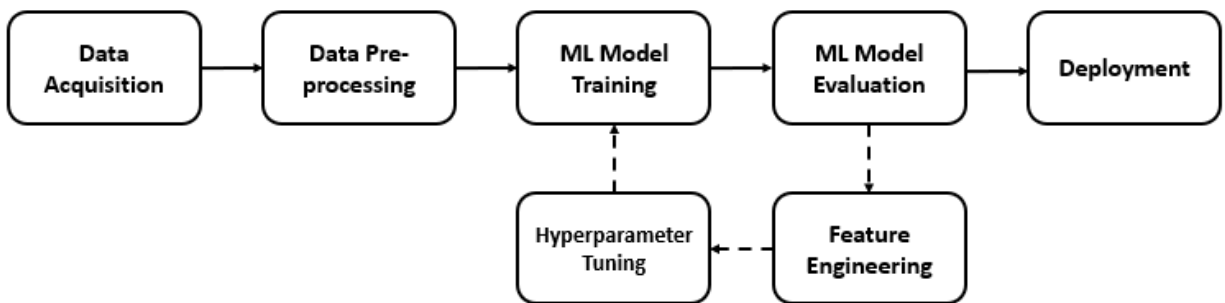 Data
Acquisition
Data Pre-
processing
ML Model
Training
ML Model
Evaluation
Deployment
Hyperparameter
Tuning
Feature
Engineering